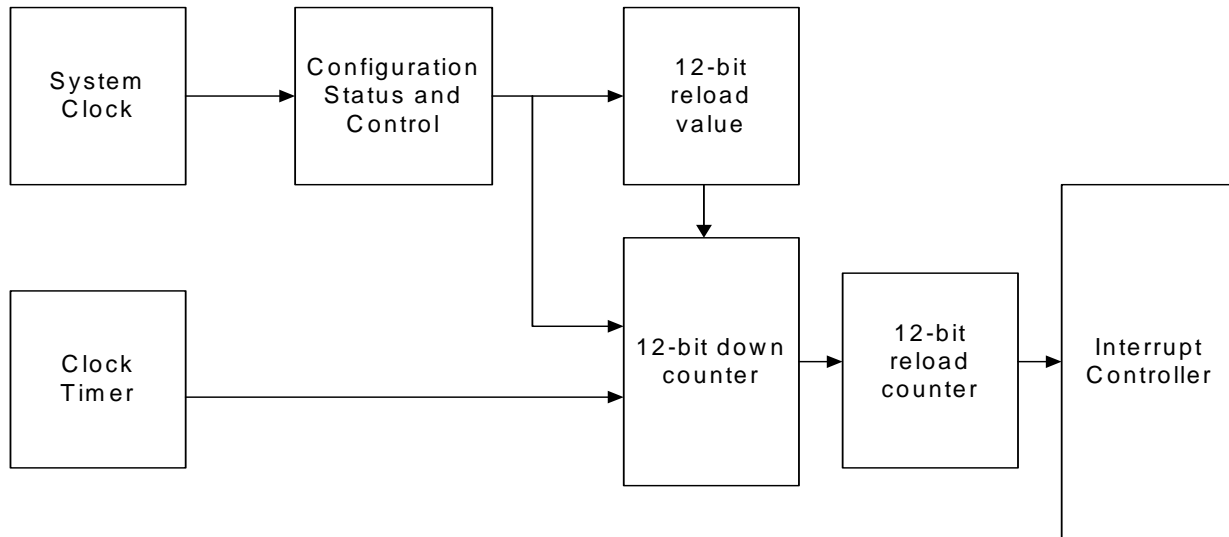 System
Clock
Configuration
Status and
Control
12-bit
reload
value
Clock
Timer
12-bit down
counter
12-bit
reload
counter
Interrupt
Controller